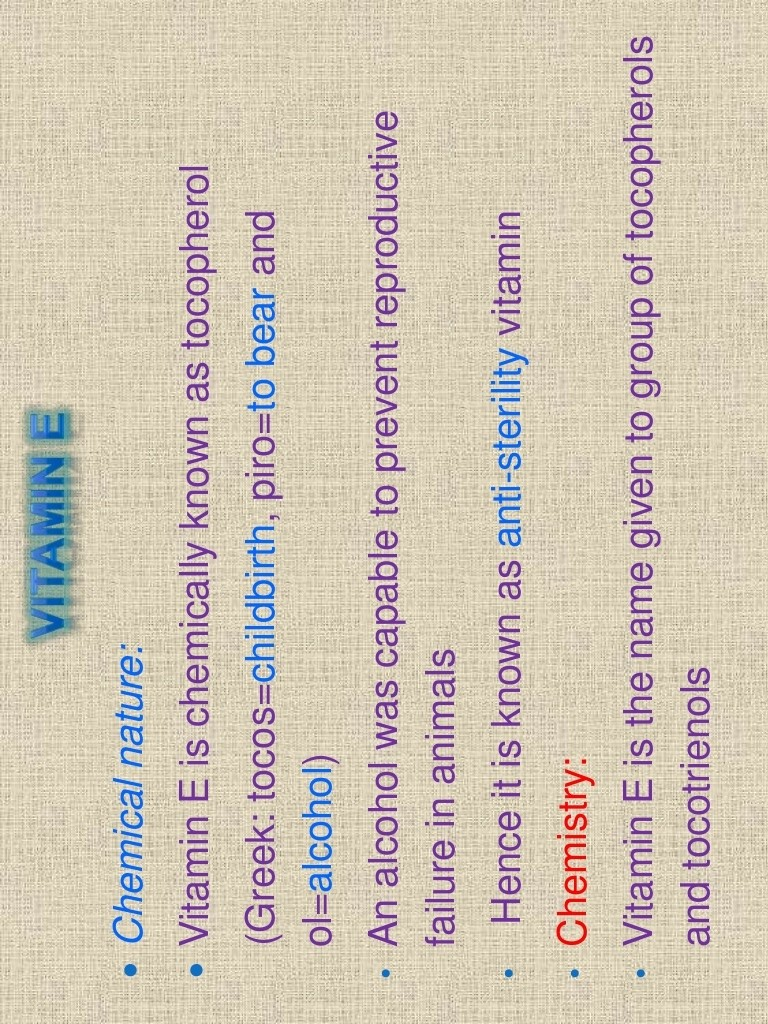 VITAMIN E
• Chemical nature:
• Vitamin E is chemically known as tocopherol
(Greek: tocos=childbirth, piro=to bear and
ol=alcohol)
• An alcohol was capable to prevent reproductive
failure in animals
• Hence it is known as anti-sterility vitamin
• Chemistry:
• Vitamin E is the name given to group of tocopherols
and tocotrienols